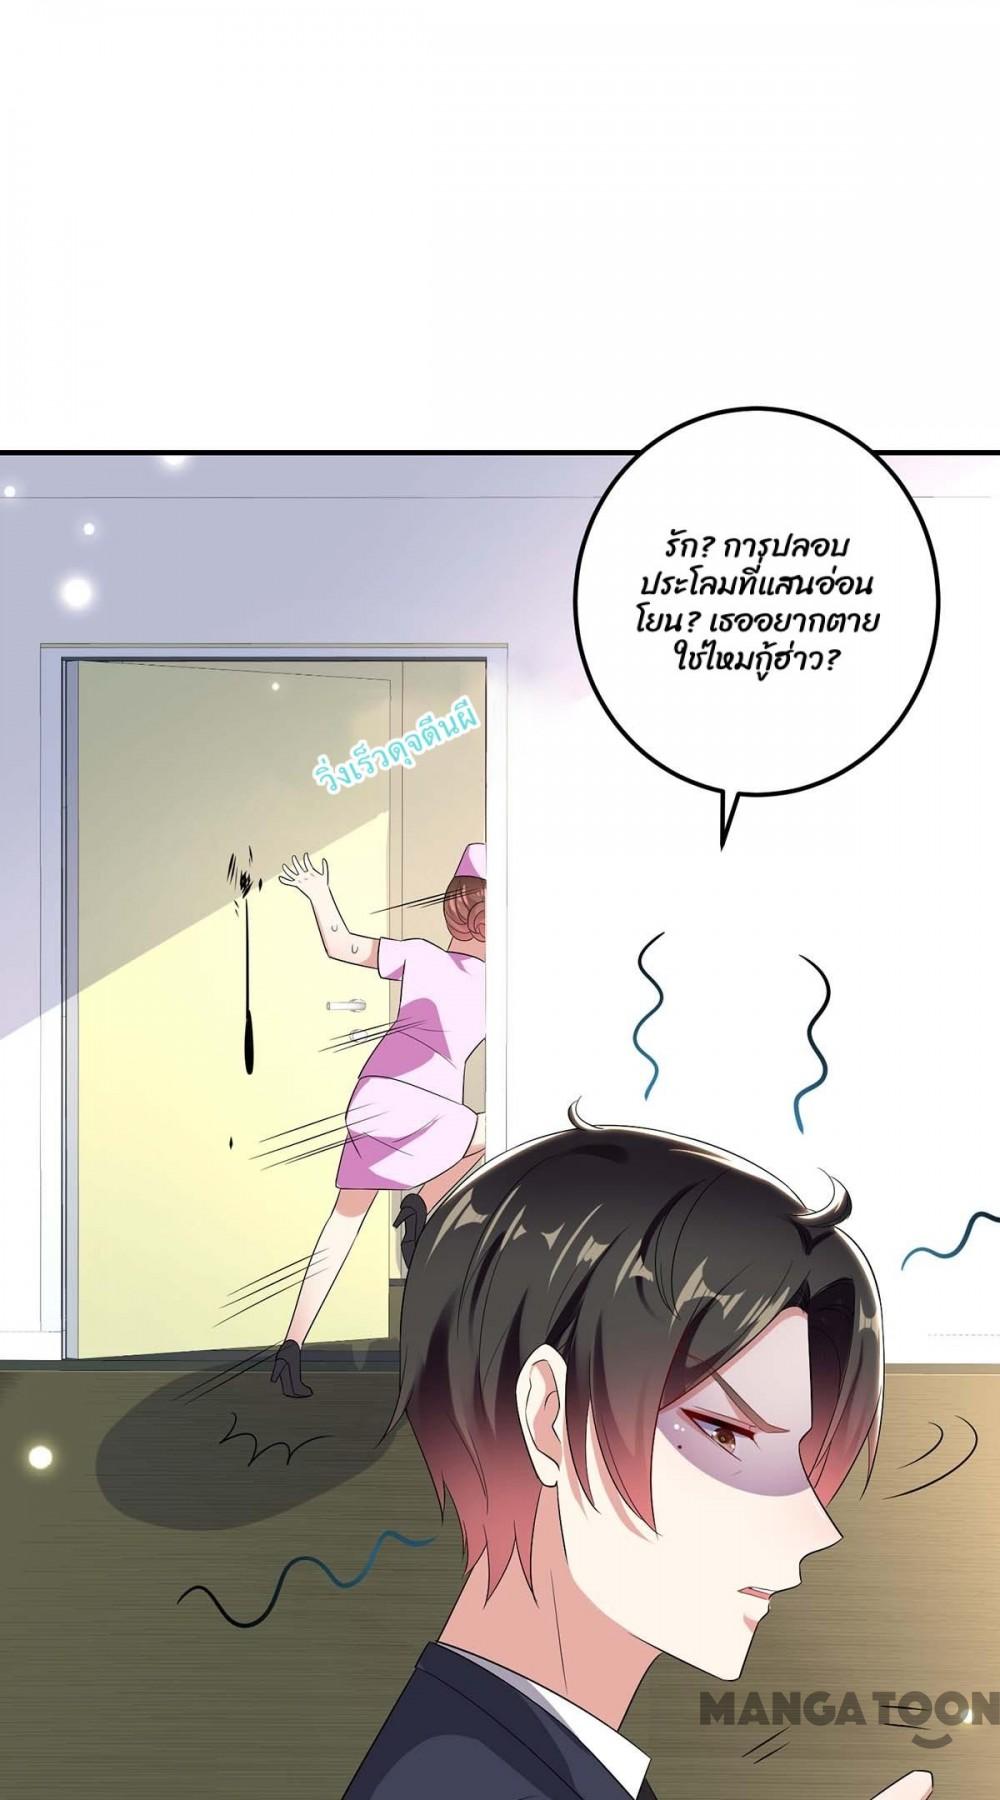 รัก? การปลอบ
ประโลมที่แสนอ่อน
โยน? เธออยากตาย
ใช่ไหมกู้ฮ่าว?
วิ่งเร็วดุจตีนผี
MANGATOON